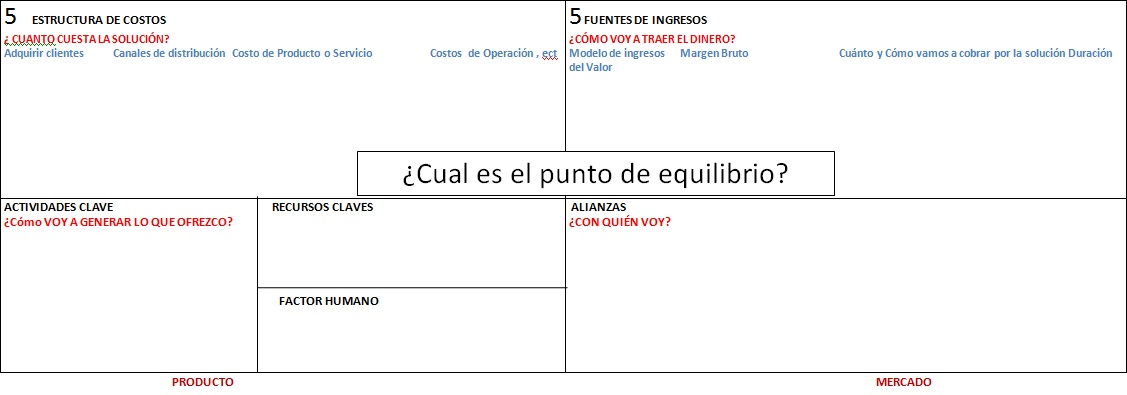 5 ESTRUCTURA DE COSTOS
¿ CUANTO CUESTA LA SOLUCIÓN?
Adquirir clientes Canales de distribución Costo de Producto o Servicio Costos de Operación , ect
5 FUENTES DE INGRESOS
¿CÓMO VOY A TRAER EL DINERO?
Modelo de ingresos Margen Bruto Cuánto y Cómo vamos a cobrar por la solución Duración
del Valor
¿Cual es el punto de equilibrio?
ACTIVIDADES CLAVE
¿Cómo VOY A GENERAR LO QUE OFREZCO?
RECURSOS CLAVES
FACTOR HUMANO
ALIANZAS
¿CON QUIÉN VOY?
PRODUCTO
MERCADO